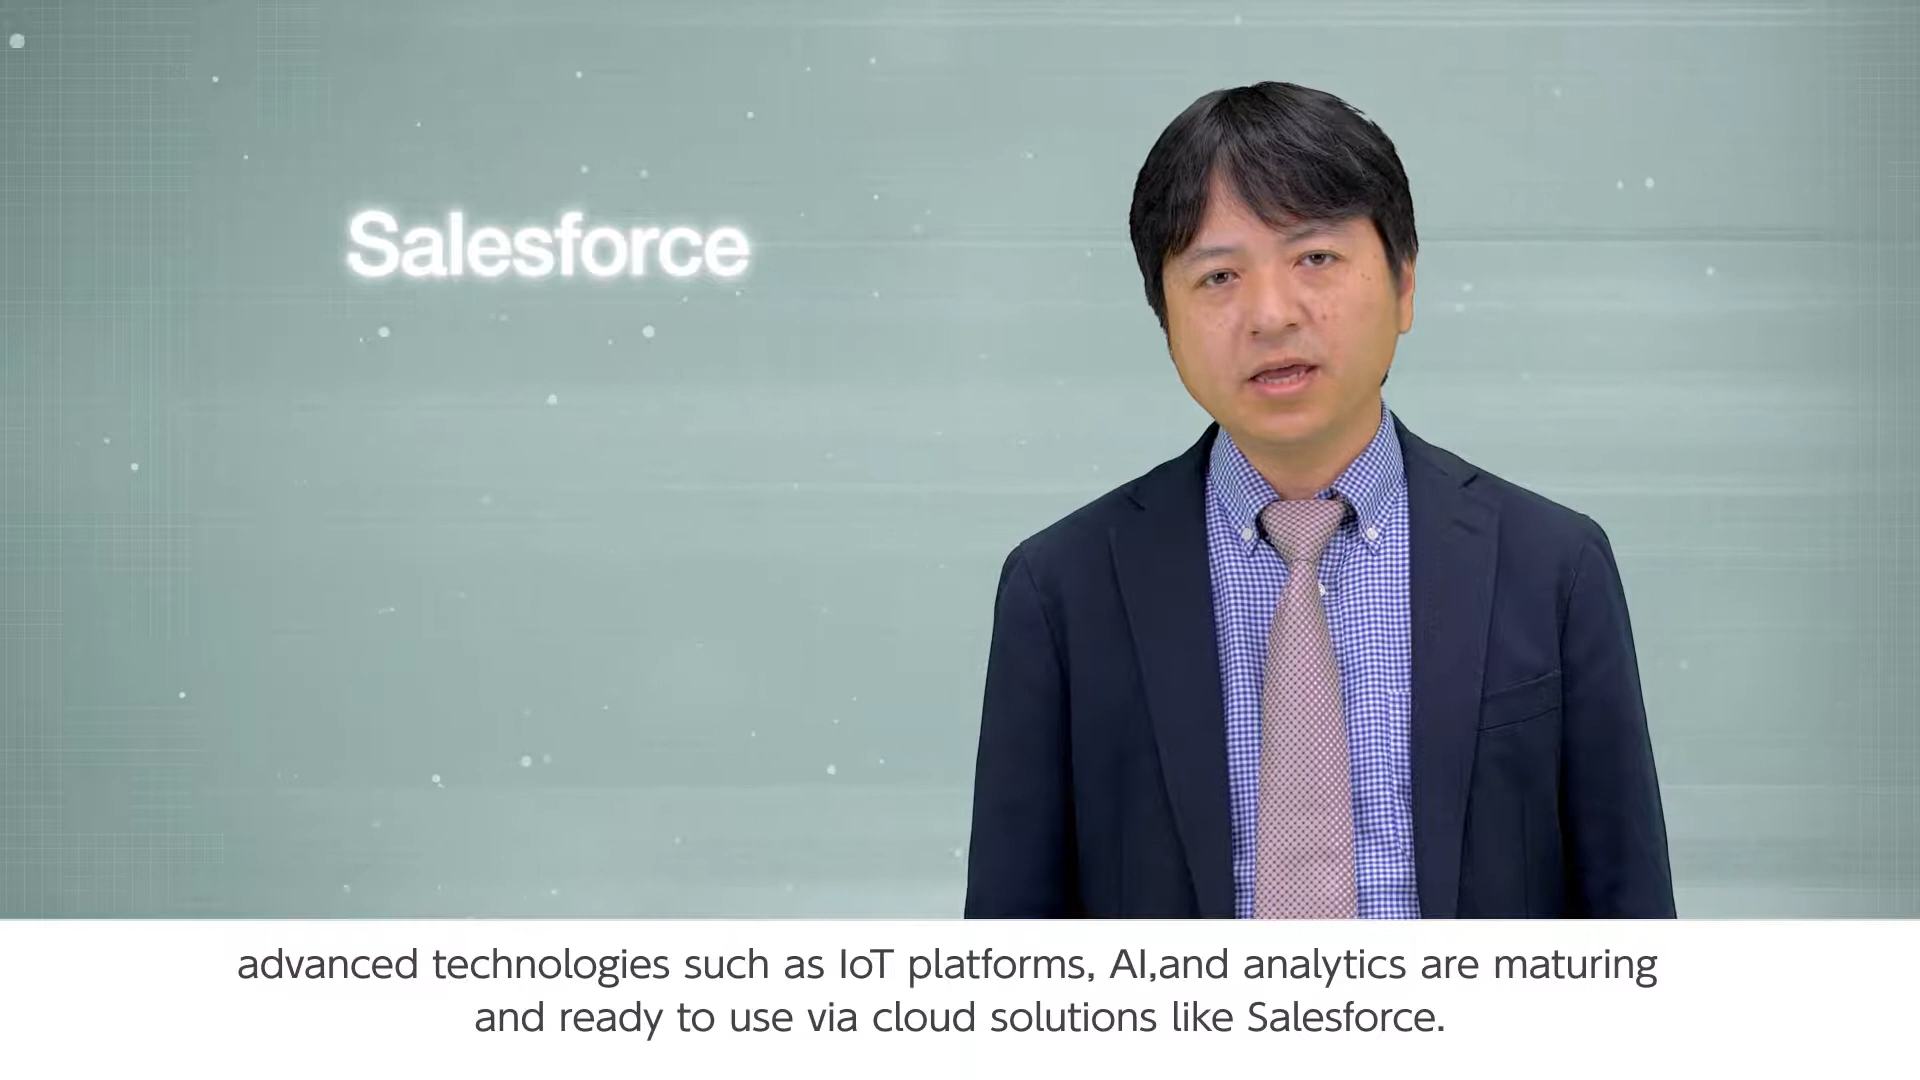 Salesforce
advanced technologies such as IoT platforms, AI,and analytics are maturing
and ready to use via cloud solutions like Salesforce.